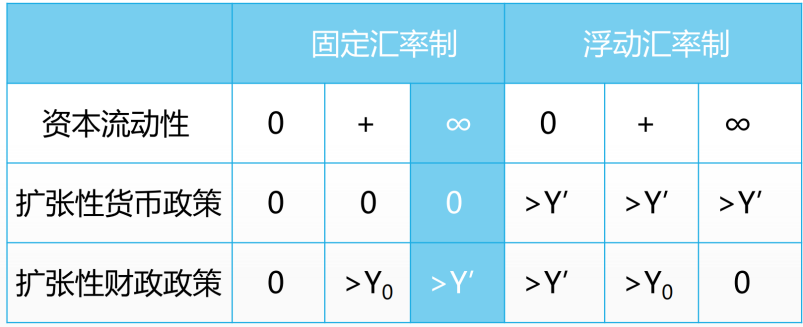 固定汇率制 浮动汇率制
资本流动性 0 + ∞ 0 + ∞
扩张性货币政策 0 0 0 >Y′ >Y′ >Y′
扩张性财政政策 0 >Y₀ >Y′ >Y′ >Y₀ 0